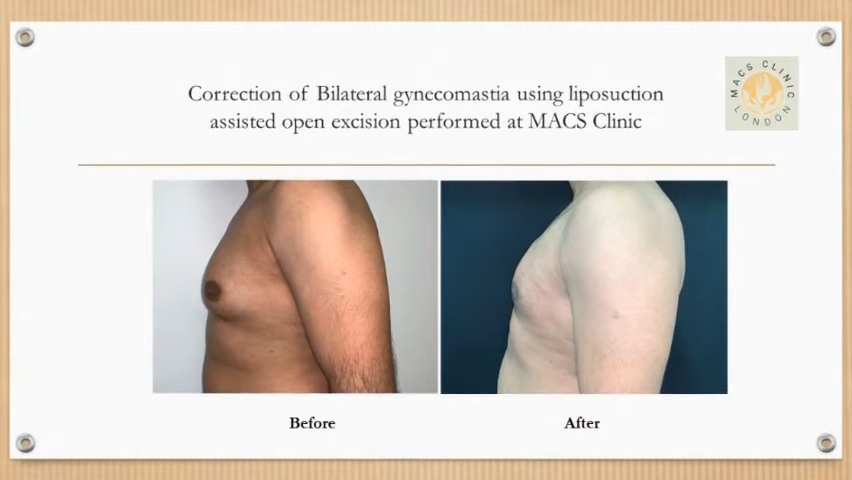 Correction of Bilateral gynecomastia using liposuction
assisted open excision performed at MACS Clinic
MACS CLINIC
LONDON
Before
After